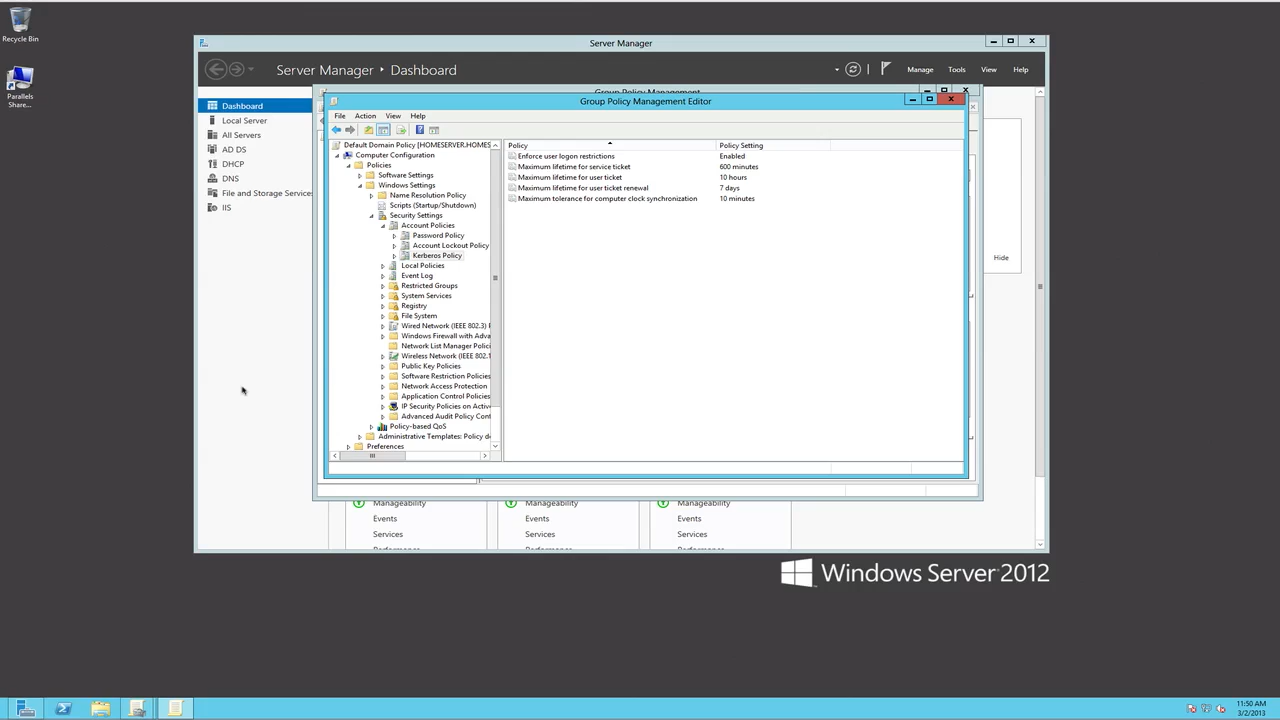 Recycle Bin
Parallels
Share...
Server Manager
Server Manager • Dashboard
Manage Tools View Help
Dashboard
Local Server
All Servers
AD DS
DHCP
DNS
File and Storage Services
IIS
Group Policy Management
Group Policy Management Editor
File Action View Help
Default Domain Policy [HOMESERVER.HOMES
Computer Configuration
Policies
Software Settings
Windows Settings
Name Resolution Policy
Scripts (Startup/Shutdown)
Security Settings
Account Policies
Password Policy
Account Lockout Policy
Kerberos Policy
Local Policies
Event Log
Restricted Groups
System Services
Registry
File System
Wired Network (IEEE 802.3) P
Windows Firewall with Adva
Network List Manager Polici
Wireless Network (IEEE 802.1
Public Key Policies
Software Restriction Policies
Network Access Protection
Application Control Policies
IP Security Policies on Active
Advanced Audit Policy Conf
Policy-based QoS
Administrative Templates: Policy de
Preferences
Policy Policy Setting
Enforce user logon restrictions Enabled
Maximum lifetime for service ticket 600 minutes
Maximum lifetime for user ticket 10 hours
Maximum lifetime for user ticket renewal 7 days
Maximum tolerance for computer clock synchronization 10 minutes
Hide
Manageability Manageability Manageability
Events Events Events
Services Services Services
Performance Performance Performance
Windows Server 2012
11:50 AM
3/2/2013